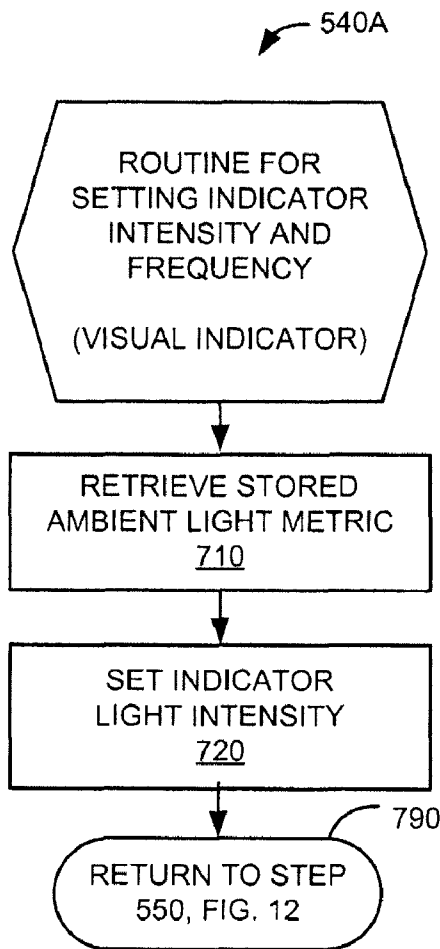 540A
ROUTINE FOR
SETTING INDICATOR
INTENSITY AND
FREQUENCY
(VISUAL INDICATOR)
RETRIEVE STORED
AMBIENT LIGHT METRIC
710
SET INDICATOR
LIGHT INTENSITY
720
790
RETURN TO STEP
550, FIG. 12